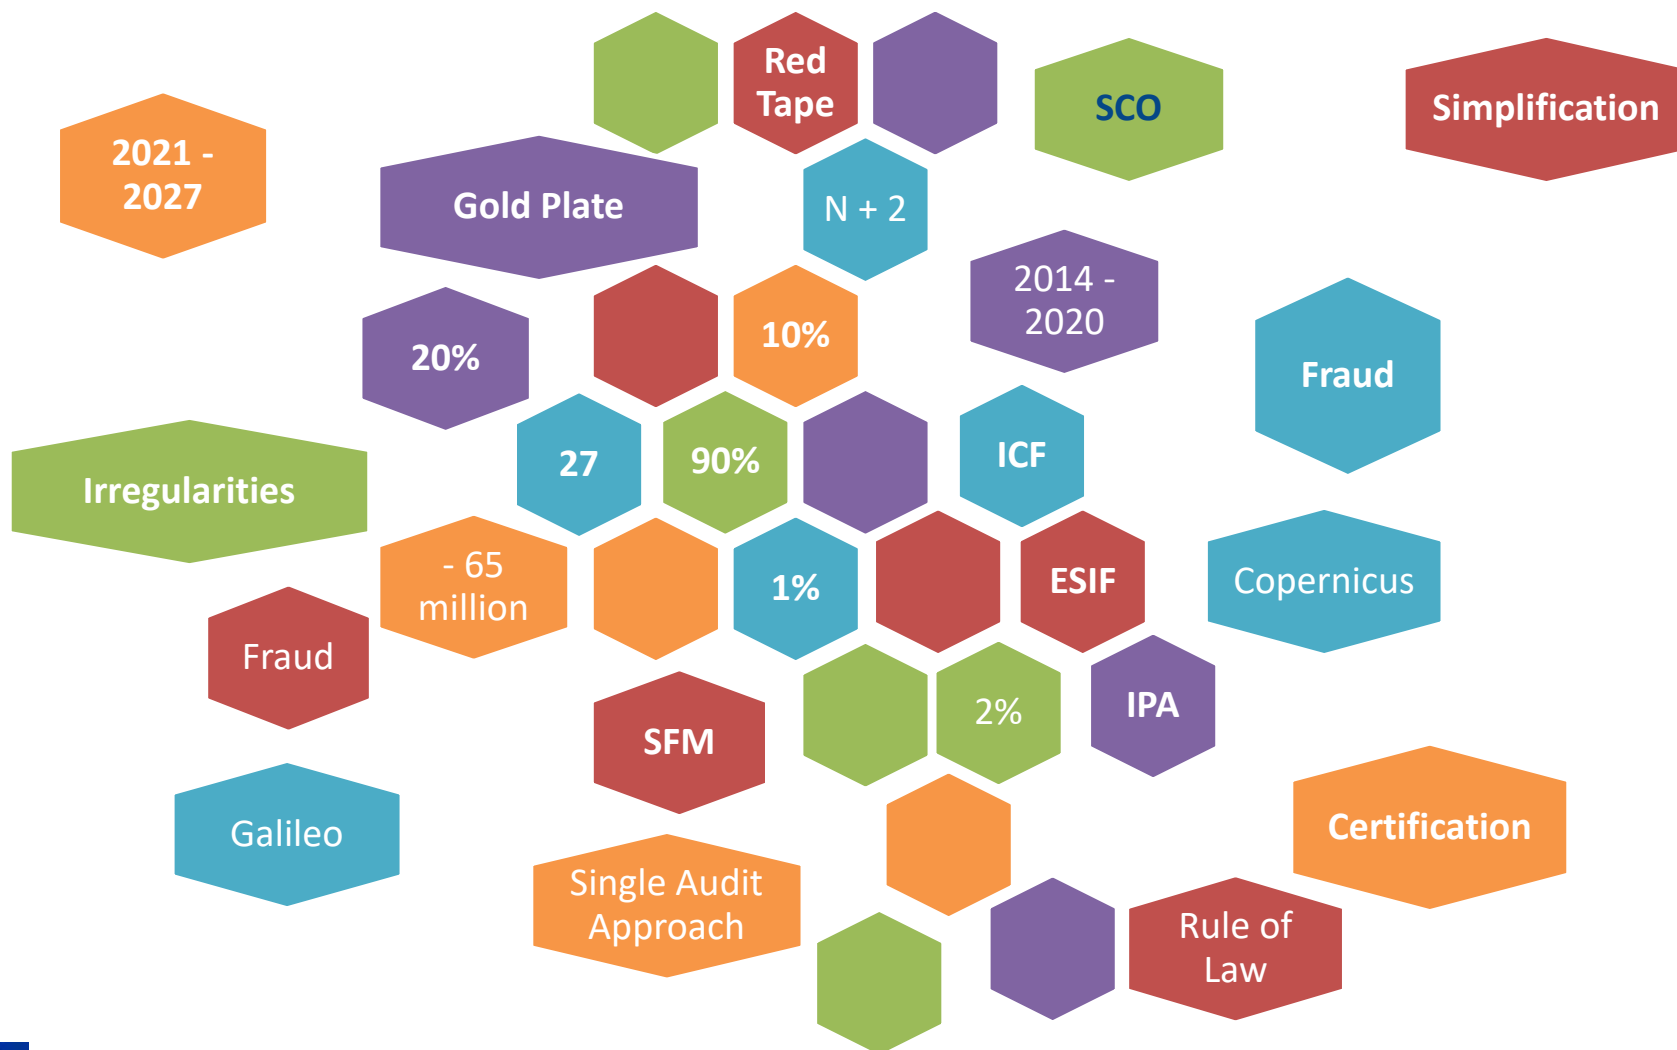 Red
Tape
SCO
Simplification
2021 -
2027
Gold Plate
N + 2
2014 -
2020
10%
20%
Fraud
27
90%
ICF
Irregularities
- 65
million
1%
ESIF
Copernicus
Fraud
SFM
2%
IPA
Galileo
Certification
Single Audit
Approach
Rule of
Law